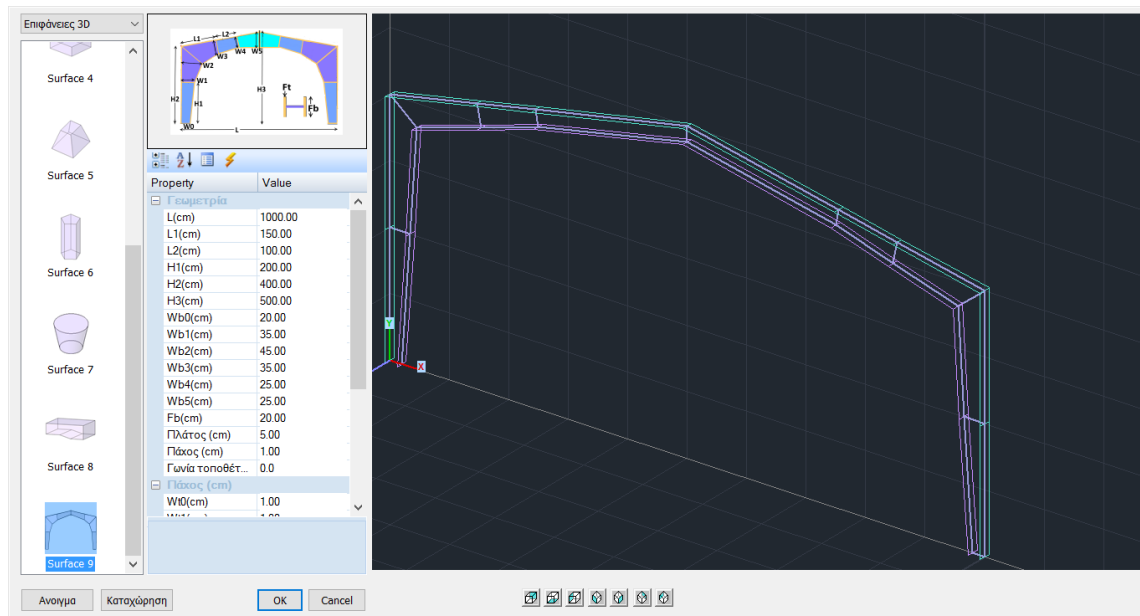 Επιφάνειες 3D
Surface 4
Surface 5
Surface 6
Surface 7
Surface 8
Surface 9
L1
L2
W3
W4
W5
W2
W1
H2
H1
H3
Ft
Fb
W0
L
Property Value
Γεωμετρία
L(cm) 1000.00
L1(cm) 150.00
L2(cm) 100.00
H1(cm) 200.00
H2(cm) 400.00
H3(cm) 500.00
Wb0(cm) 20.00
Wb1(cm) 35.00
Wb2(cm) 45.00
Wb3(cm) 35.00
Wb4(cm) 25.00
Wb5(cm) 25.00
Fb(cm) 20.00
Πλάτος (cm) 5.00
Πάχος (cm) 1.00
Γωνία τοποθέτ... 0.0
Πάχος (cm)
Wt0(cm) 1.00
Y
X
Ανοιγμα Καταχώρηση OK Cancel